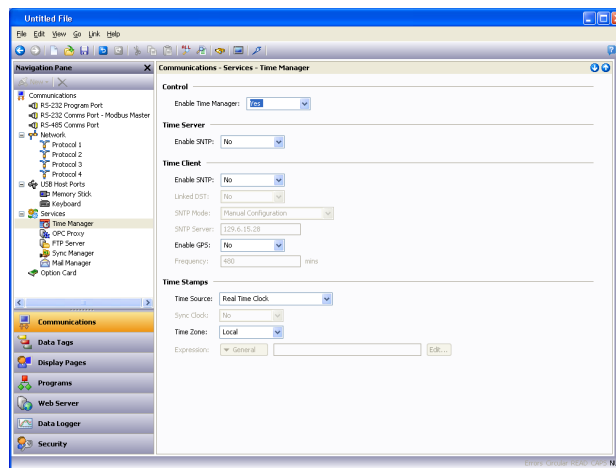 Untitled File
File Edit View Go Link Help
Navigation Pane X
Communications - Services - Time Manager
Communications
RS-232 Program Port
RS-232 Comms Port - Modbus Master
RS-485 Comms Port
Network
Protocol 1
Protocol 2
Protocol 3
Protocol 4
USB Host Ports
Memory Stick
Keyboard
Services
Time Manager
OPC Proxy
FTP Server
Sync Manager
Mail Manager
Option Card
Communications
Data Tags
Display Pages
Programs
Web Server
Data Logger
Security
Control
Enable Time Manager: Yes
Time Server
Enable SNTP: No
Time Client
Enable SNTP: No
Linked DST: No
SNTP Mode: Manual Configuration
SNTP Server: 129.6.15.28
Enable GPS: No
Frequency: 480 mins
Time Stamps
Time Source: Real Time Clock
Sync Clock: No
Time Zone: Local
Expression: General Edit...